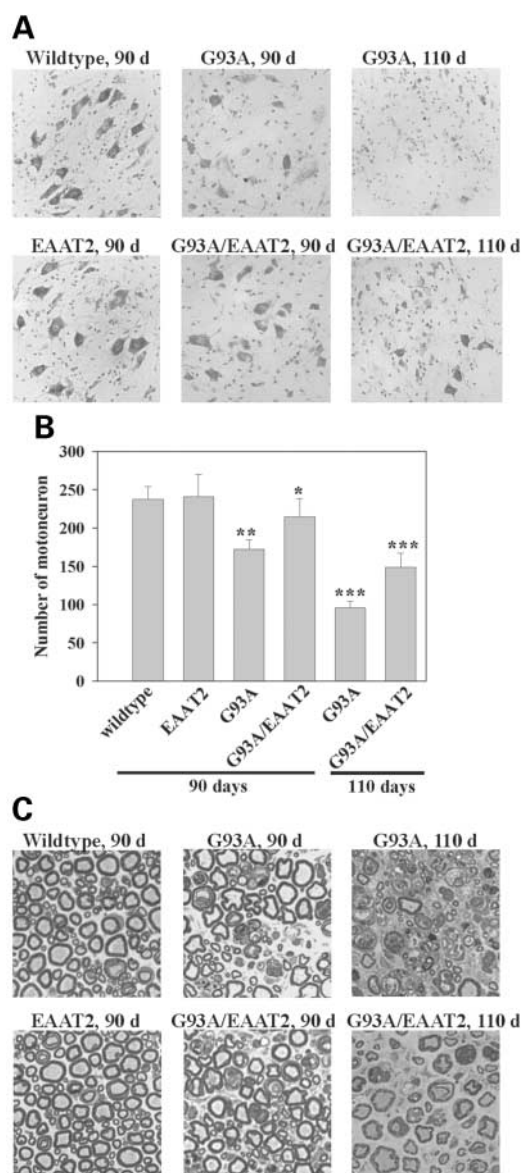 A
Wildtype, 90 d G93A, 90 d G93A, 110 d
EAAT2, 90 d G93A/EAAT2, 90 d G93A/EAAT2, 110 d
B
Number of motoneuron
300
250
200
150
100
50
0
*
**
***
***
wildtype
EAAT2
G93A
G93A/EAAT2
G93A
G93A/EAAT2
90 days 110 days
C
Wildtype, 90 d G93A, 90 d G93A, 110 d
EAAT2, 90 d G93A/EAAT2, 90 d G93A/EAAT2, 110 d